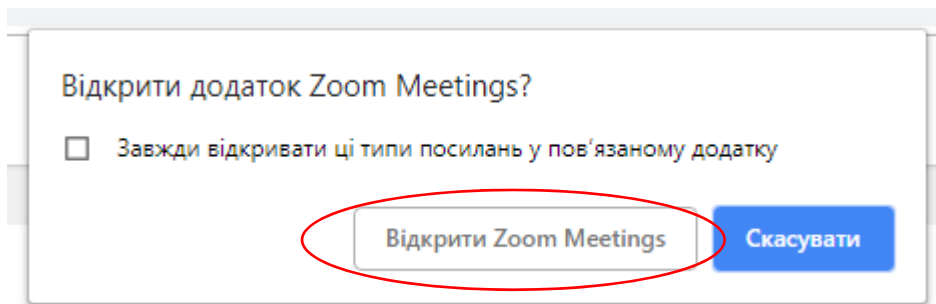 Відкрити додаток Zoom Meetings?
Завжди відкривати ці типи посилань у пов'язаному додатку
Відкрити Zoom Meetings
Скасувати